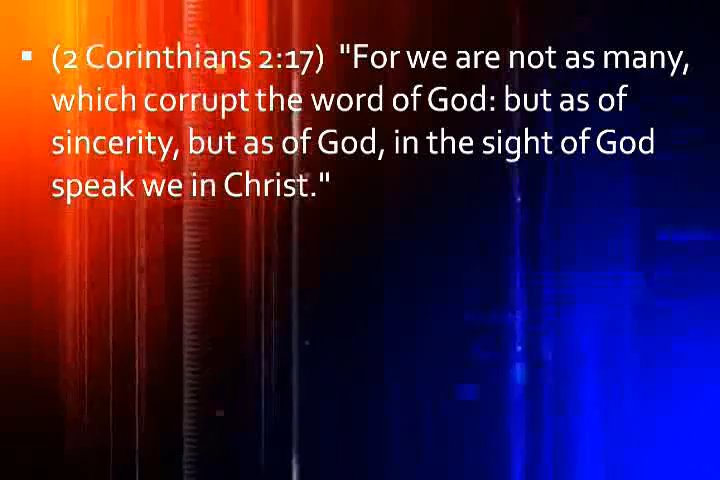 (2 Corinthians 2:17) "For we are not as many,
which corrupt the word of God: but as of
sincerity, but as of God, in the sight of God
speak we in Christ."